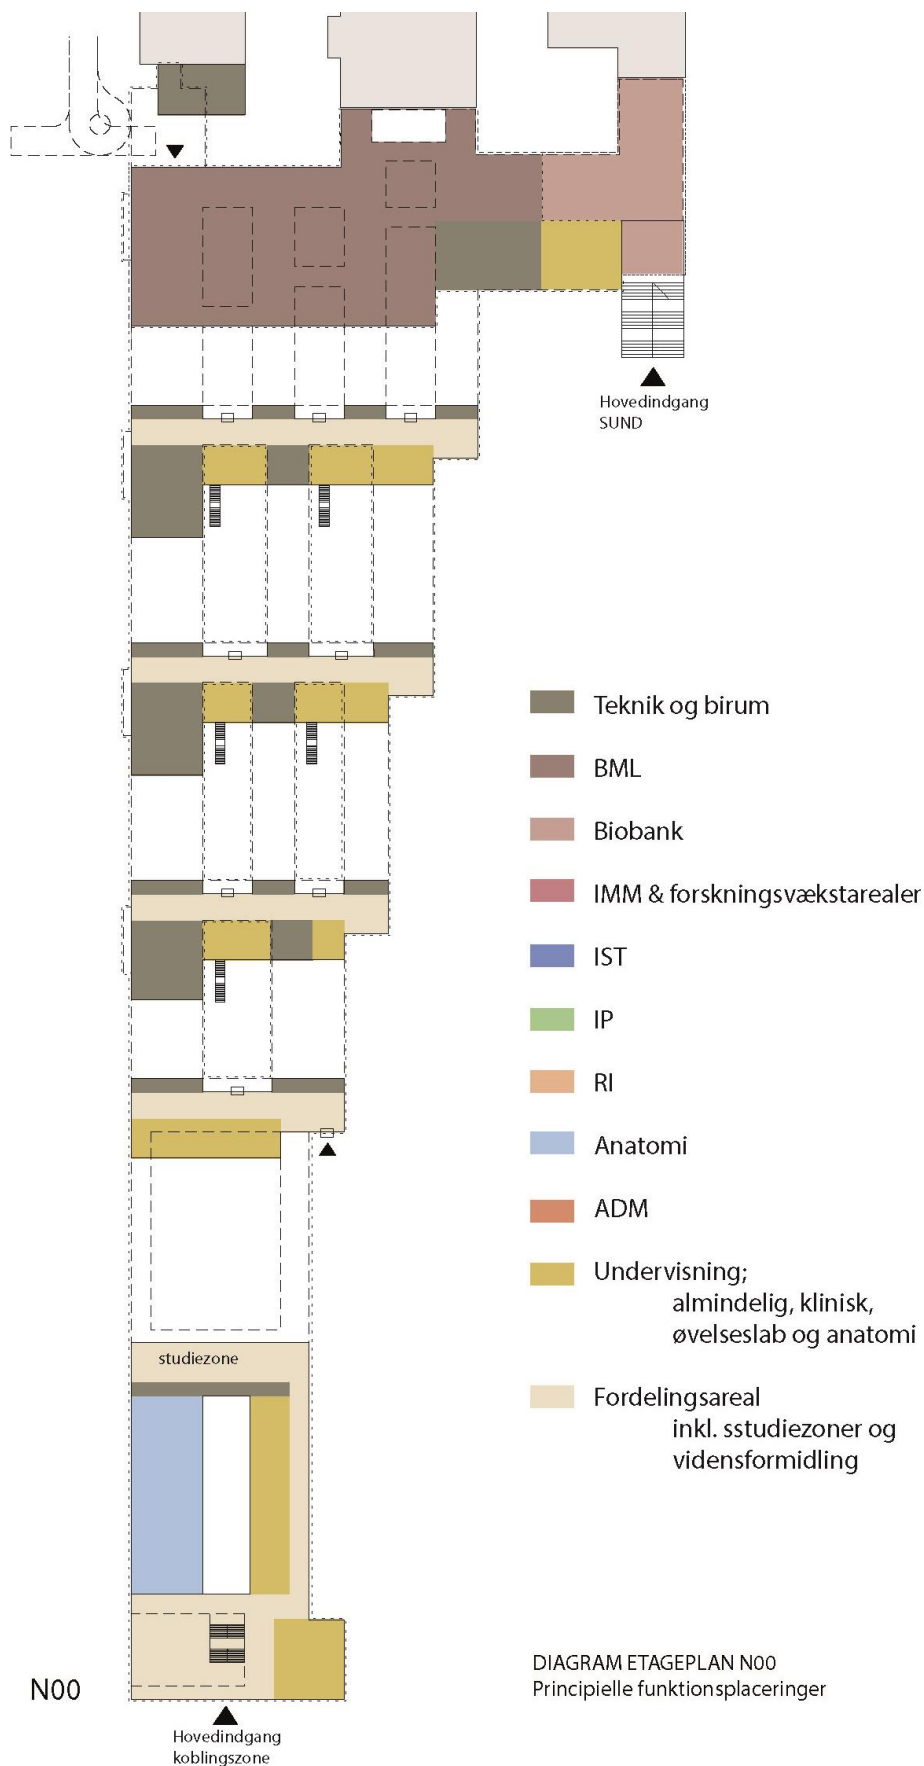 Hovedindgang
SUND
Teknik og birum
BML
Biobank
IMM & forskningsvækstarealer
IST
IP
RI
Anatomi
ADM
Undervisning;
almindelig, klinisk,
øvelseslab og anatomi
Fordelingsareal
inkl. sstudiezoner og
vidensformidling
studiezone
N00
Hovedindgang
koblingszone
DIAGRAM ETAGEPLAN N00
Principielle funktionsplaceringer